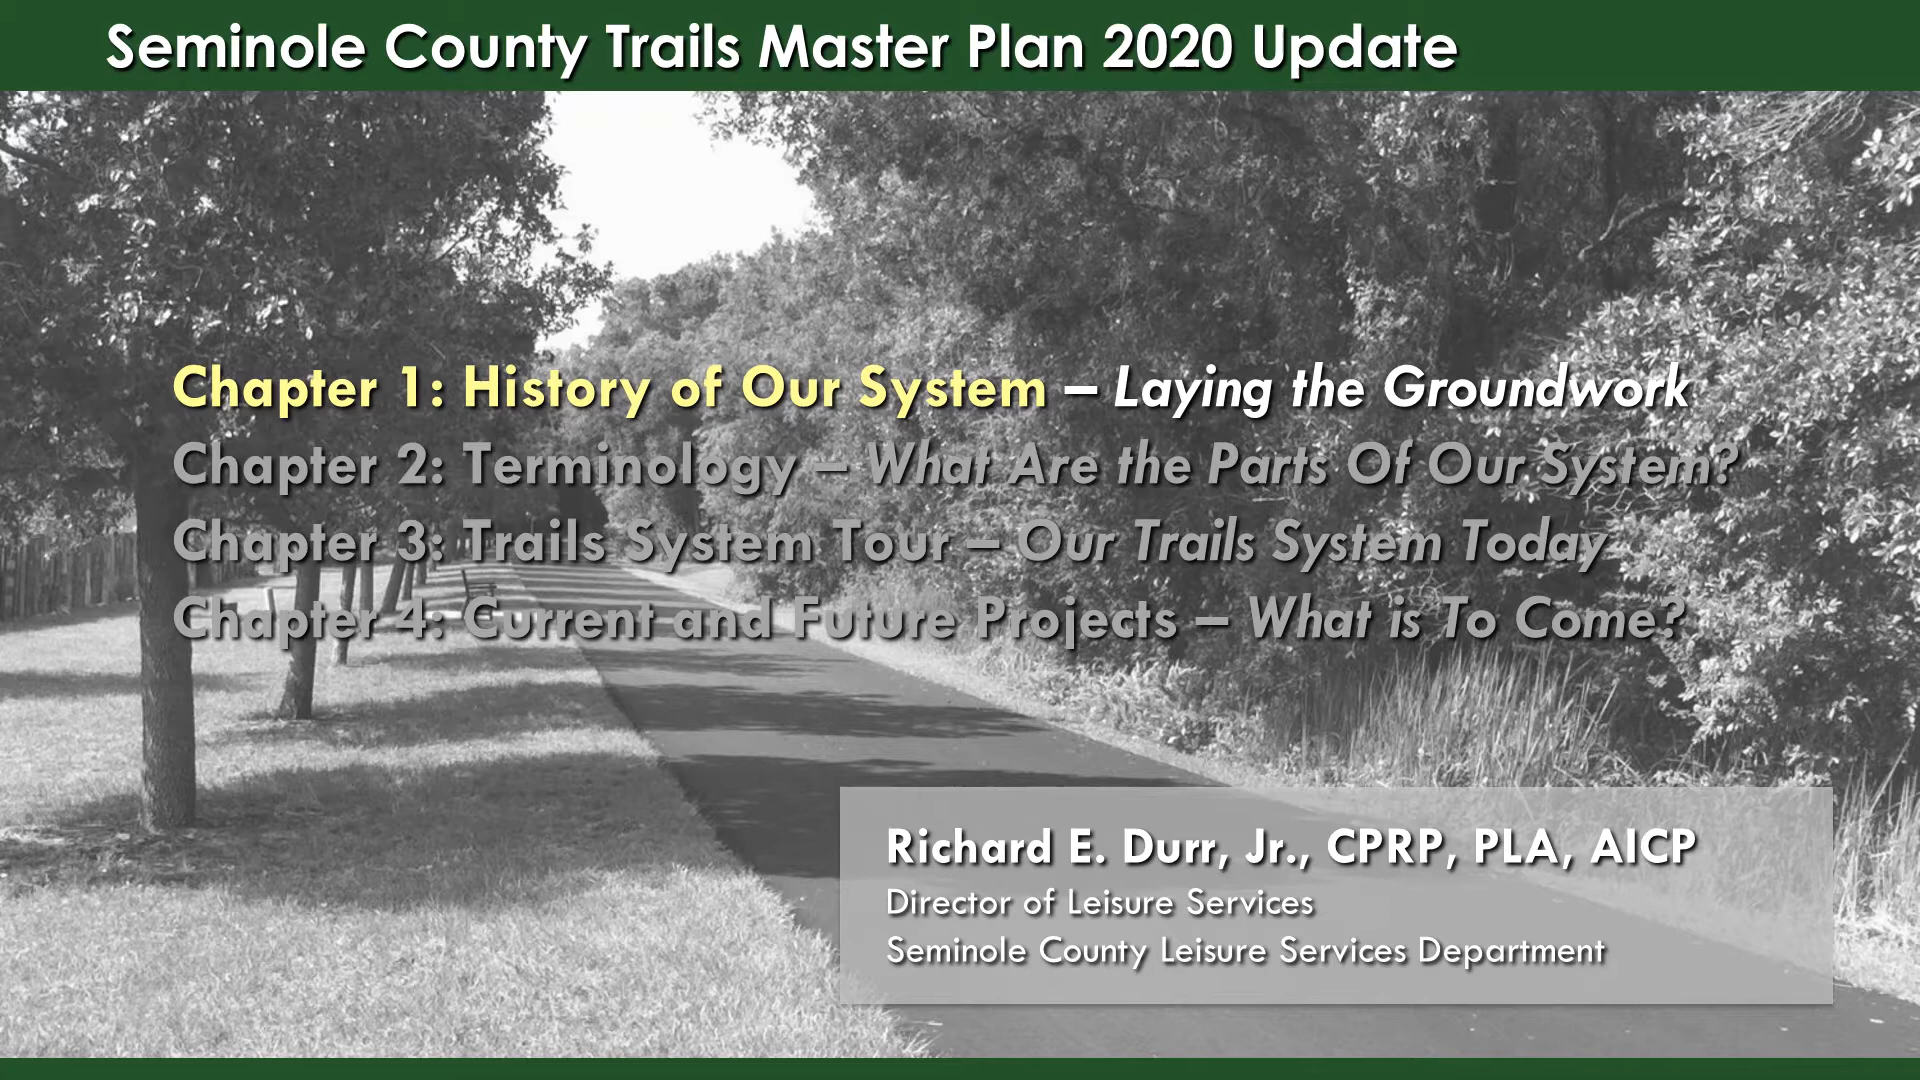 Seminole County Trails Master Plan 2020 Update
Chapter 1: History of Our System – Laying the Groundwork
Chapter 2: Terminology – What Are the Parts Of Our System?
Chapter 3: Trails System Tour – Our Trails System Today
Chapter 4: Current and Future Projects – What is To Come?
Richard E. Durr, Jr., CPRP, PLA, AICP
Director of Leisure Services
Seminole County Leisure Services Department